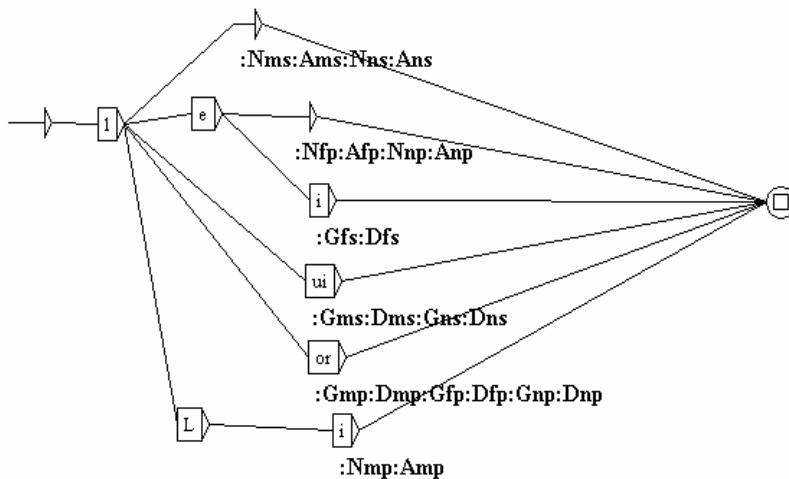 :Nms:Ams:Nns:Ans
l
e
:Nfp:Afp:Nnp:Anp
i
:Gfs:Dfs
ui
:Gms:Dms:Gns:Dns
or
:Gmp:Dmp:Gfp:Dfp:Gnp:Dnp
L
i
:Nmp:Amp